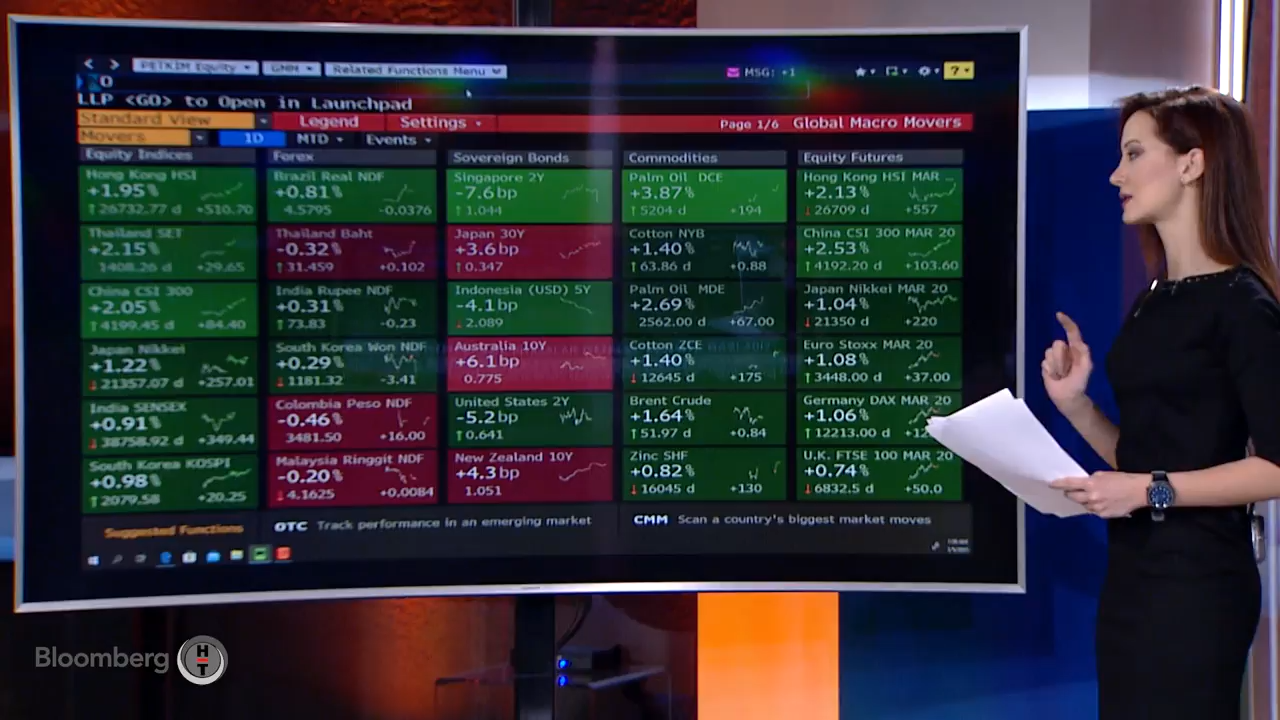 PETKIM Equity GMM Related Functions Menu MSG: +1 ?
LLP <GO> to Open in Launchpad
Standard View Legend Settings Page 1/6 Global Macro Movers
Movers 1D MTD Events
Equity Indices Forex Sovereign Bonds Commodities Equity Futures
Hong Kong HSI Brazil Real NDF Singapore 2Y Palm Oil DCE Hong Kong HSI MAR ...
+1.95% +0.81% -7.6bp +3.87% +2.13%
↑26732.77 d +510.70 4.5795 -0.0376 ↑1.044 ↑5204 d +194 ↓26709 d +557
Thailand SET Thailand Baht Japan 30Y Cotton NYB China CSI 300 MAR 20
+2.15% -0.32% +3.6bp +1.40% +2.53%
1408.26 d +29.65 ↑31.459 +0.102 ↑0.347 ↑63.86 d +0.88 ↑4192.20 d +103.60
China CSI 300 India Rupee NDF Indonesia (USD) 5Y Palm Oil MDE Japan Nikkei MAR 20
+2.05% +0.31% -4.1bp +2.69% +1.04%
↑4199.45 d +84.40 ↑73.83 -0.23 ↓2.089 2562.00 d +67.00 ↓21350 d +220
Japan Nikkei South Korea Won NDF Australia 10Y Cotton ZCE Euro Stoxx MAR 20
+1.22% +0.29% +6.1bp +1.40% +1.08%
↓21357.07 d +257.01 ↓1181.32 -3.41 0.775 ↓12645 d +175 ↑3448.00 d +37.00
India SENSEX Colombia Peso NDF United States 2Y Brent Crude Germany DAX MAR 20
+0.91% -0.46% -5.2bp +1.64% +1.06%
↓38758.92 d +349.44 3481.50 +16.00 ↑0.641 ↑51.97 d +0.84 ↑12213.00 d
South Korea KOSPI Malaysia Ringgit NDF New Zealand 10Y Zinc SHF U.K. FTSE 100 MAR 20
+0.98% -0.20% +4.3bp +0.82% +0.74%
↑2079.58 +20.25 ↓4.1625 +0.0084 1.051 ↓16045 d +130 ↓6832.5 d +50.0
Suggested Functions OTC Track performance in an emerging market CMM Scan a country's biggest market moves
Bloomberg HT